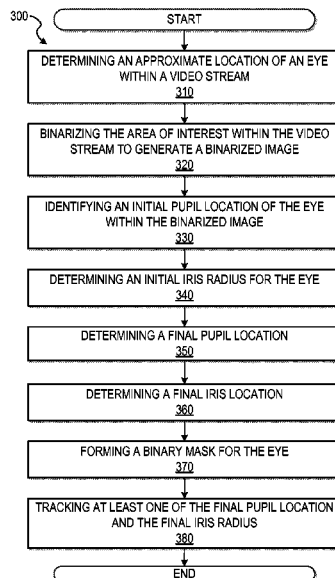 300
START
DETERMINING AN APPROXIMATE LOCATION OF AN EYE
WITHIN A VIDEO STREAM
310
BINARIZING THE AREA OF INTEREST WITHIN THE VIDEO
STREAM TO GENERATE A BINARIZED IMAGE
320
IDENTIFYING AN INITIAL PUPIL LOCATION OF THE EYE
WITHIN THE BINARIZED IMAGE
330
DETERMINING AN INITIAL IRIS RADIUS FOR THE EYE
340
DETERMINING A FINAL PUPIL LOCATION
350
DETERMINING A FINAL IRIS LOCATION
360
FORMING A BINARY MASK FOR THE EYE
370
TRACKING AT LEAST ONE OF THE FINAL PUPIL LOCATION
AND THE FINAL IRIS RADIUS
380
END